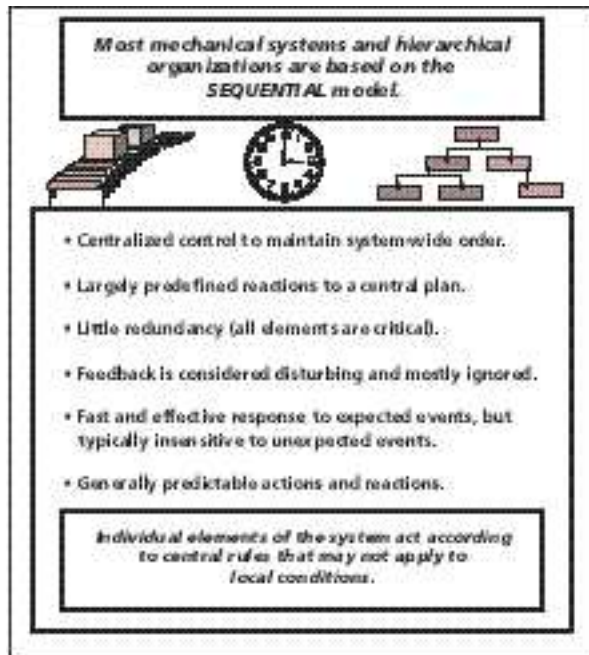 Most mechanical systems and hierarchical
organizations are based on the
SEQUENTIAL model.
• Centralized control to maintain system-wide order.
• Largely predefined reactions to a central plan.
• Little redundancy (all elements are critical).
• Feedback is considered disturbing and mostly ignored.
• Fast and effective response to expected events, but
typically insensitive to unexpected events.
• Generally predictable actions and reactions.
Individual elements of the system act according
to central rules that may not apply to
local conditions.